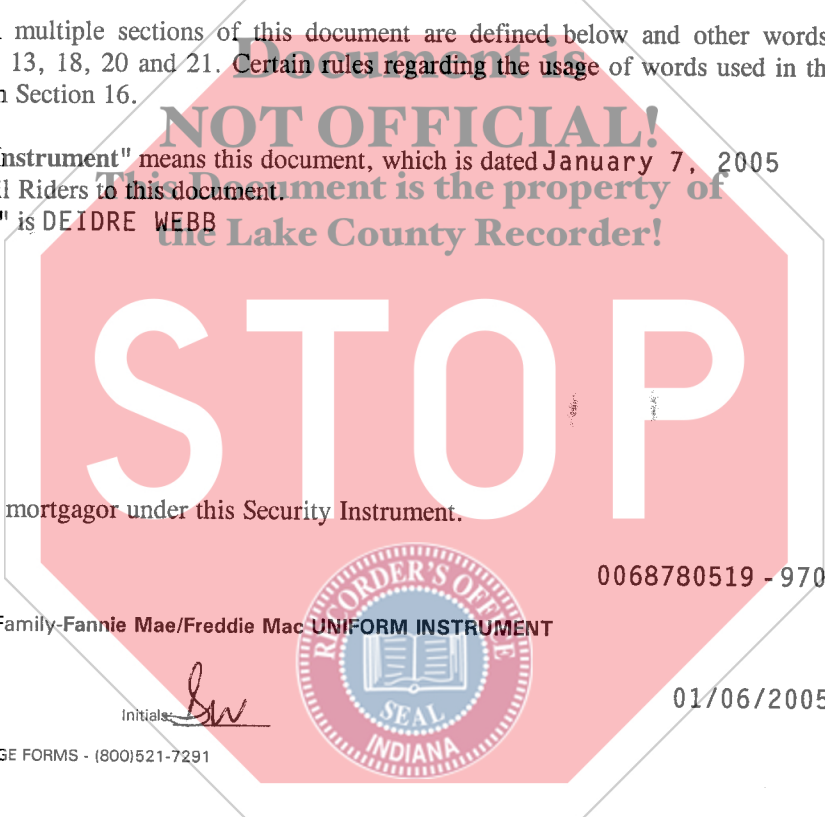 multiple sections of this document are defined below and other words
13, 18, 20 and 21. Certain rules regarding the usage of words used in th
n Section 16.
Document is
NOT OFFICIAL!
This Document is the property of
the Lake County Recorder!
nstrument" means this document, which is dated January 7, 2005
l Riders to this document.
" is DEIDRE WEBB
STOP
mortgagor under this Security Instrument.
0068780519 - 970
Family-Fannie Mae/Freddie Mac UNIFORM INSTRUMENT
RECORDER'S OFFICE
SEAL
INDIANA
Initials: DW
01/06/2005
GE FORMS - (800)521-7291